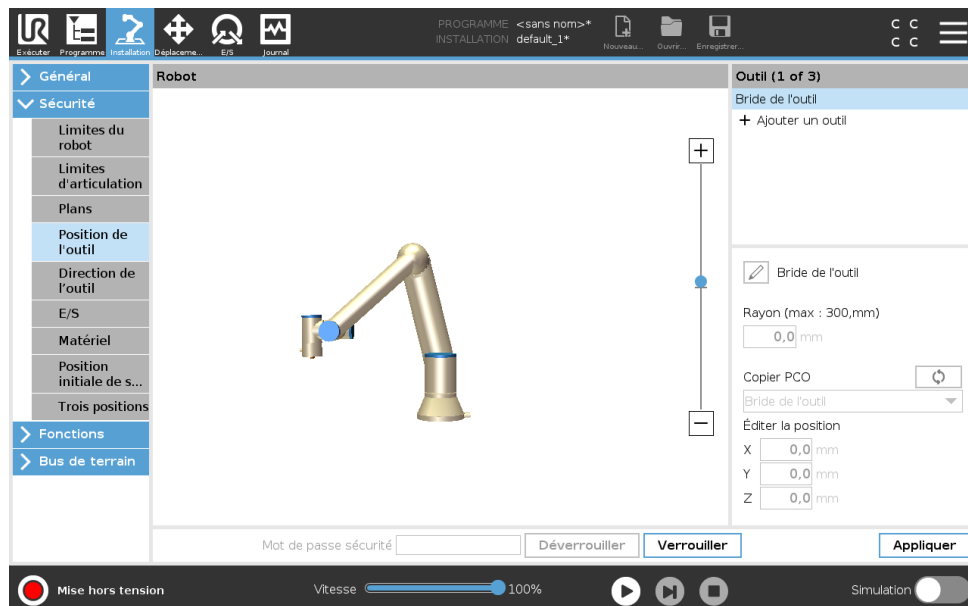 PROGRAMME <sans nom>*
INSTALLATION default_1*
Exécuter
Programme
Installation
Déplaceme...
E/S
Journal
Nouveau...
Ouvrir...
Enregistrer...
C C
C C
Général
Sécurité
Limites du
robot
Limites
d'articulation
Plans
Position de
l'outil
Direction de
l’outil
E/S
Matériel
Position
initiale de s...
Trois positions
Fonctions
Bus de terrain
Robot
Outil (1 of 3)
Bride de l'outil
+ Ajouter un outil
Bride de l'outil
Rayon (max : 300,mm)
0,0 mm
Copier PCO
Bride de l'outil
Éditer la position
X 0,0 mm
Y 0,0 mm
Z 0,0 mm
Mot de passe sécurité
Déverrouiller
Verrouiller
Appliquer
Mise hors tension
Vitesse
100%
Simulation